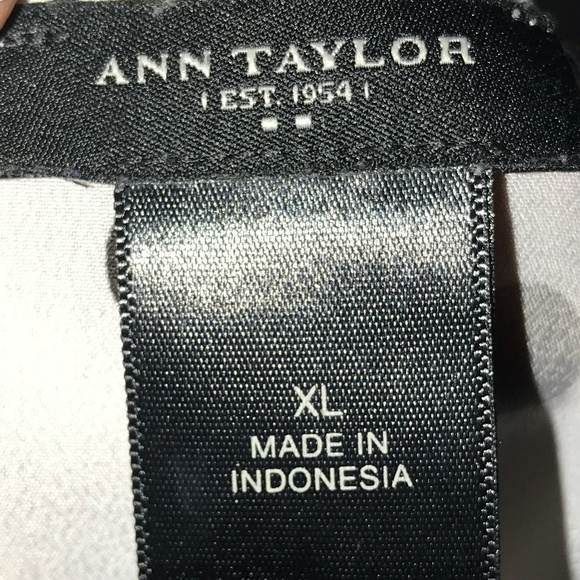 ANN TAYLOR
EST. 1954
XL
MADE IN
INDONESIA